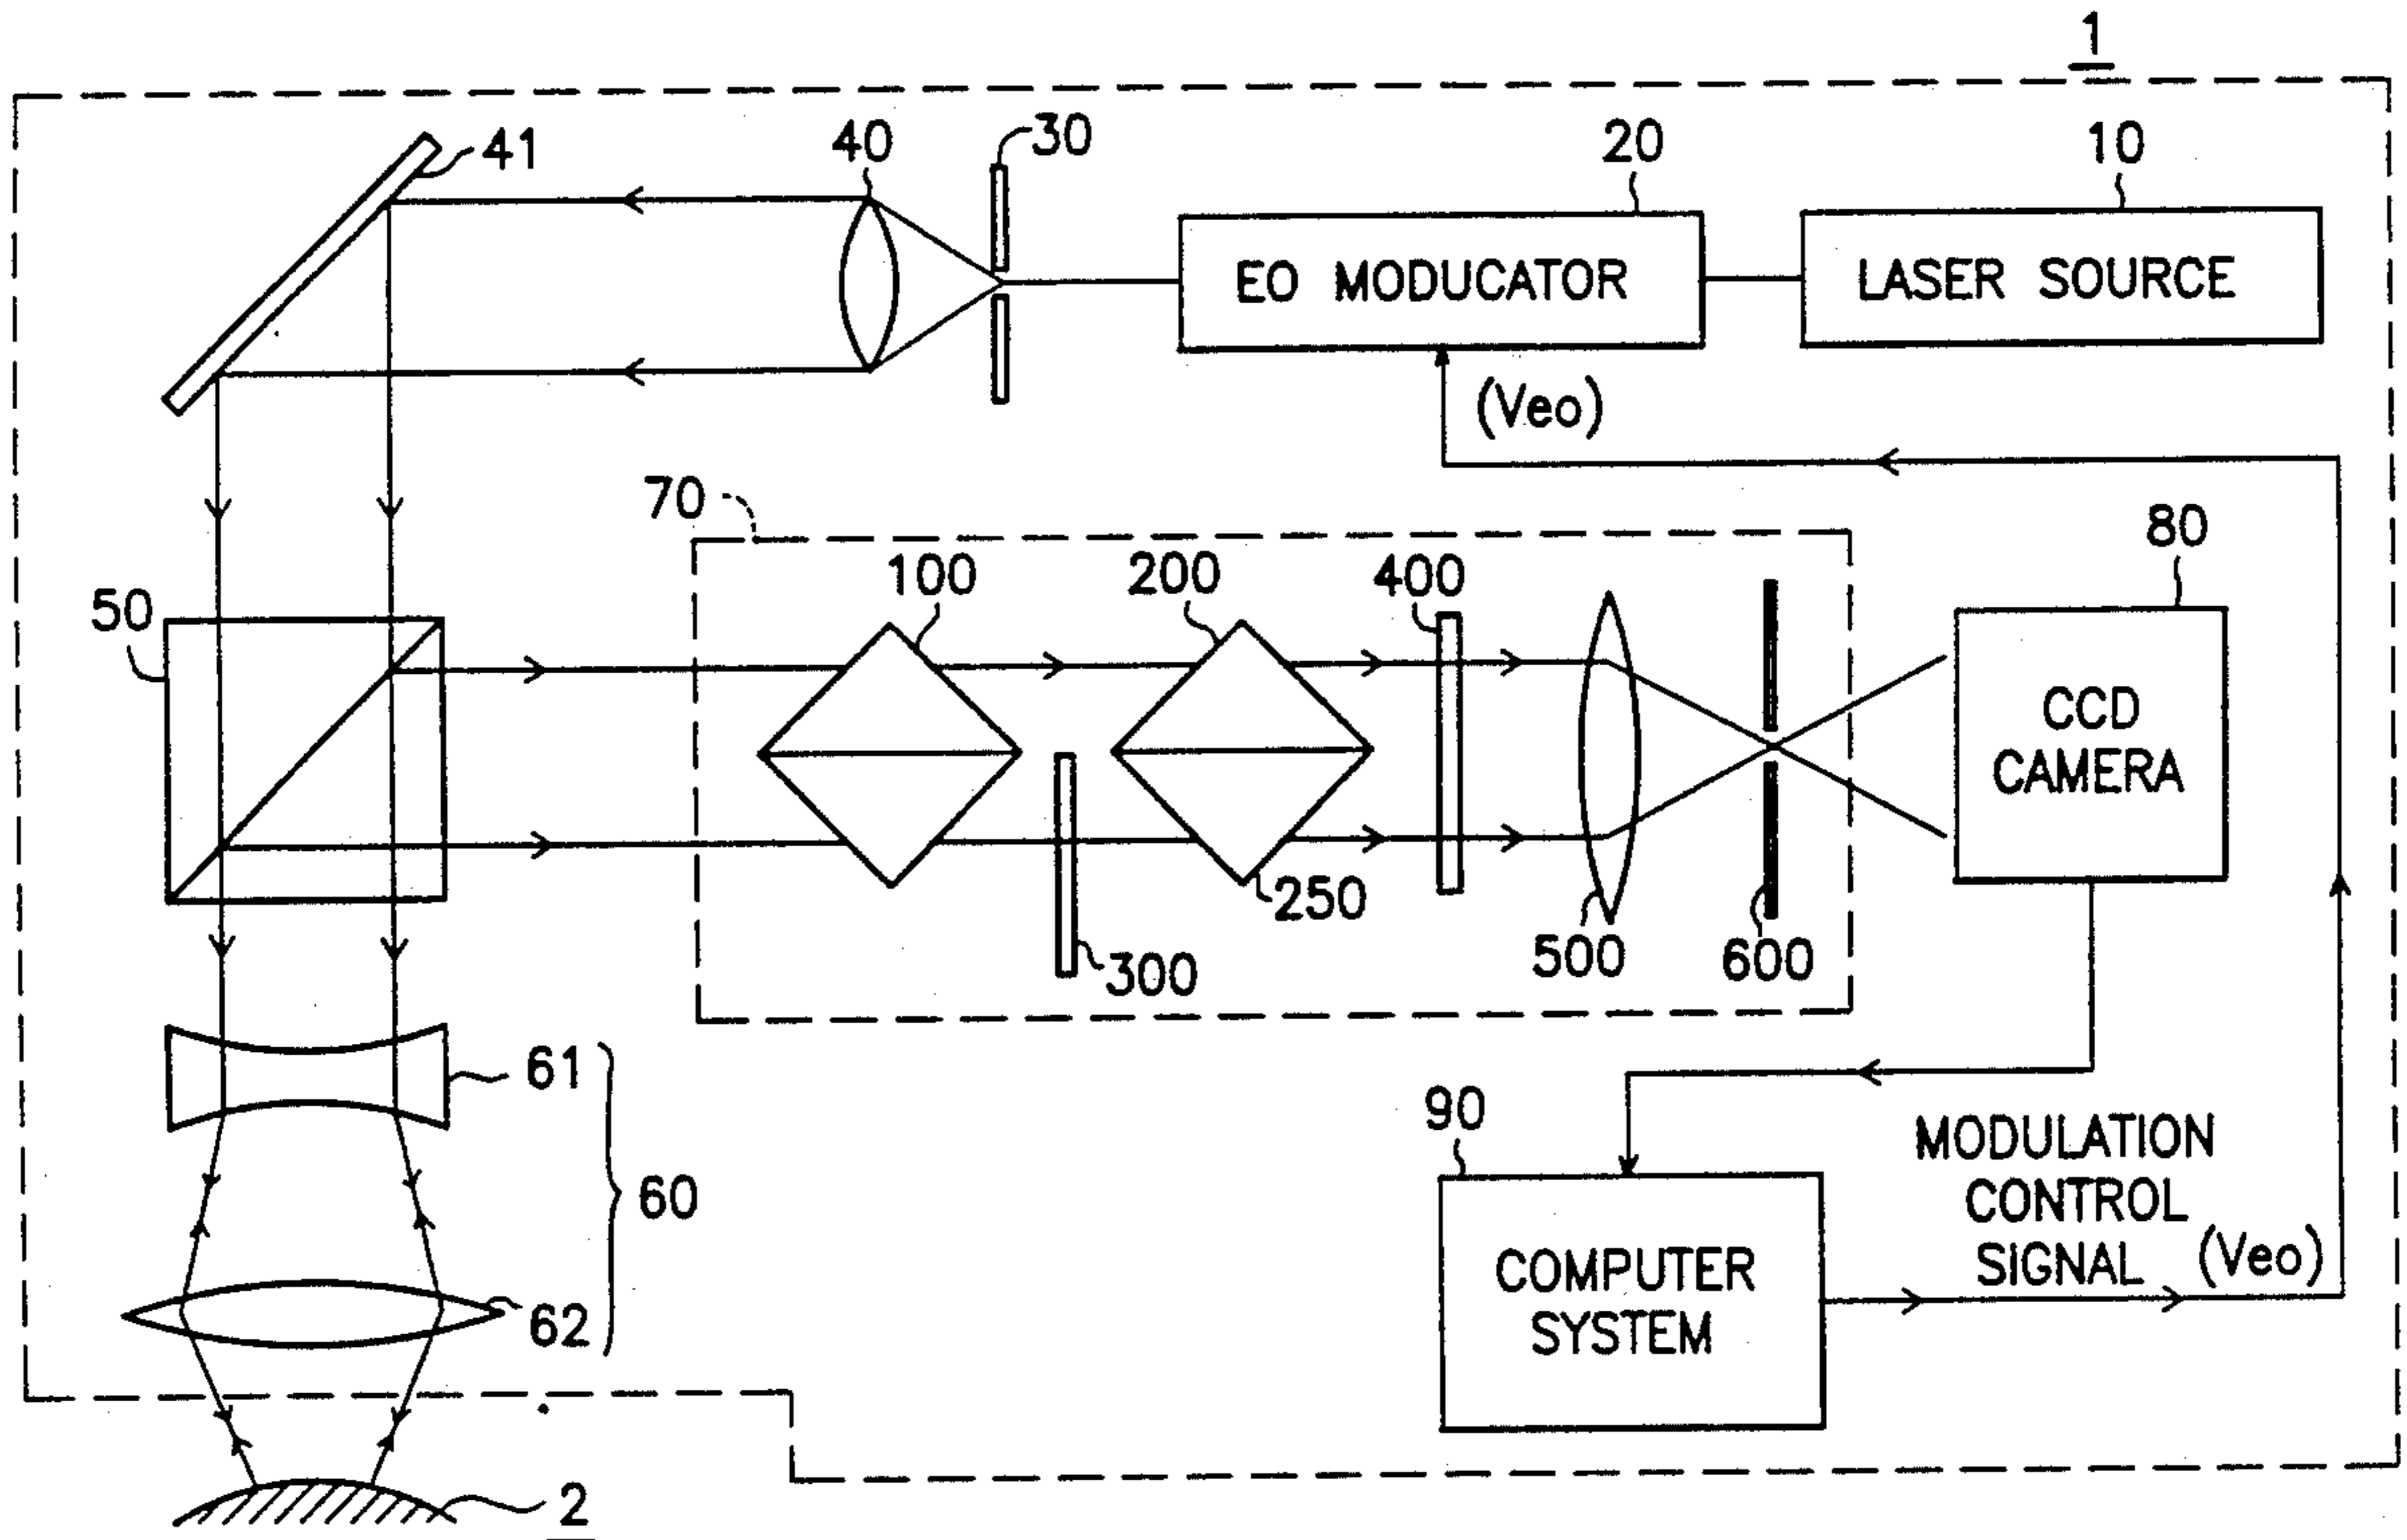 1
41
40
30
20
10
EO MODUCATOR
LASER SOURCE
(Veo)
70
80
50
100
200
400
CCD
CAMERA
250
300
500
600
61
60
62
90
MODULATION
CONTROL
SIGNAL (Veo)
COMPUTER
SYSTEM
2